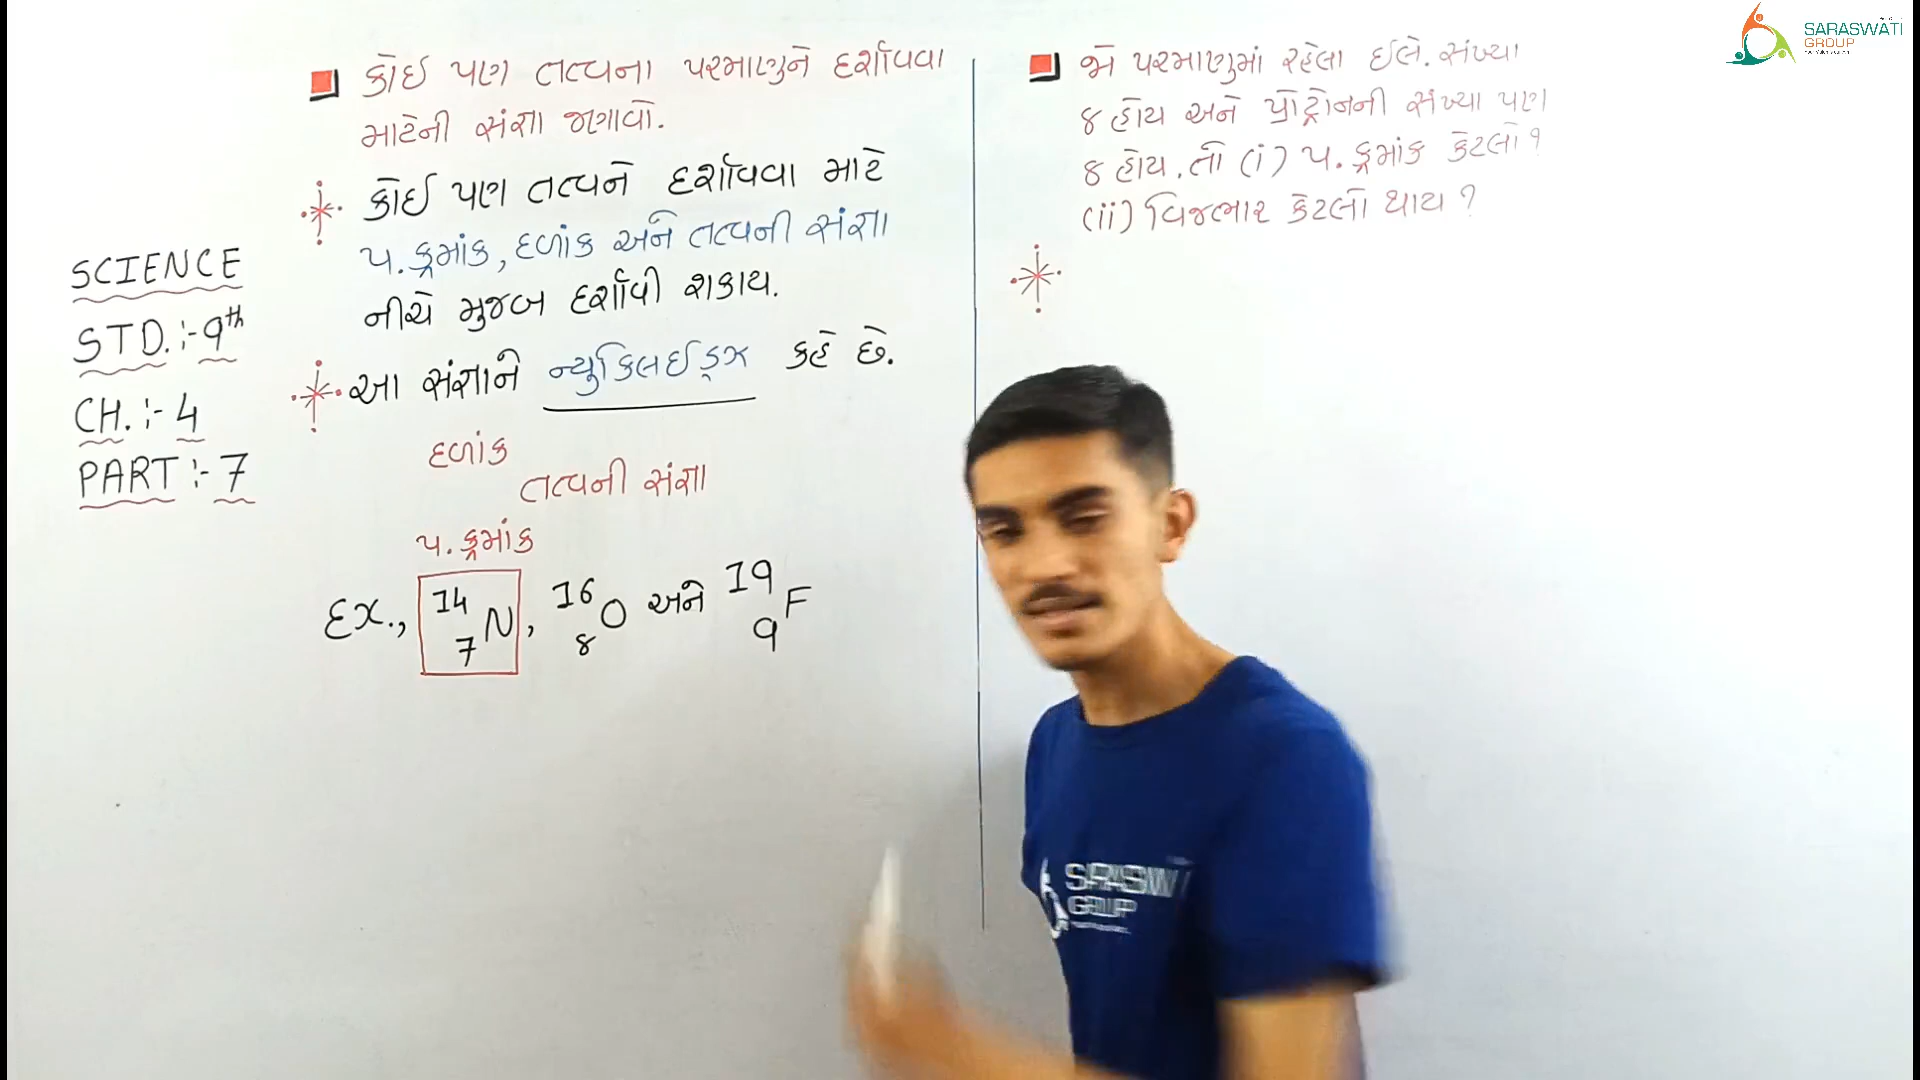 SCIENCE
STD. :- 9th
CH. :- 4
PART :- 7
કોઈ પણ તત્વના પરમાણુને દર્શાવવા
માટેની સંજ્ઞા જણાવો.
કોઈ પણ તત્વને દર્શાવવા માટે
પ. ક્રમાંક, દળાંક અને તત્વની સંજ્ઞા
નીચે મુજબ દર્શાવી શકાય.
આ સંજ્ઞાને ન્યુક્લિઈડ્ઝ કહે છે.
દળાંક
તત્વની સંજ્ઞા
પ. ક્રમાંક
Ex., 14 7 N, 16 8 O અને 19 9 F
જો પરમાણુમાં રહેલા ઈલે. સંખ્યા
8 હોય અને પ્રોટ્રોનની સંખ્યા પણ
8 હોય. તો (i) પ. ક્રમાંક કેટલો?
(ii) વિજભાર કેટલો થાય?
SARASWATI
GROUP
SARASWATI
GROUP